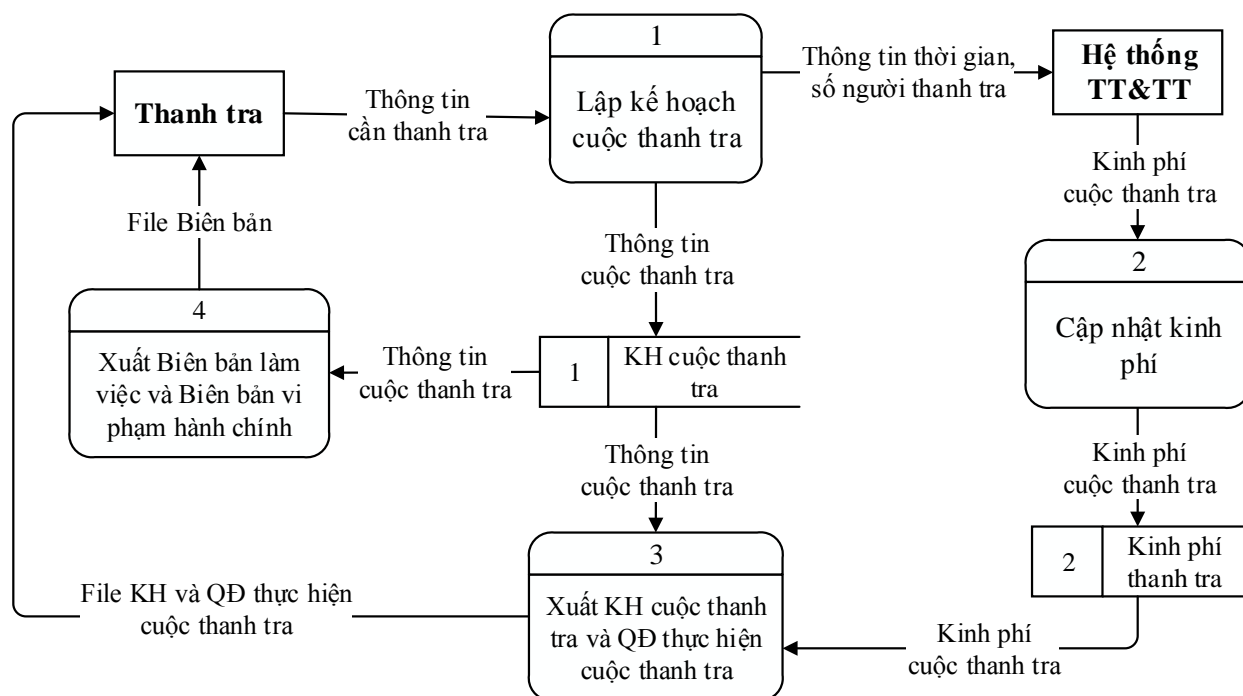 1
Lập kế hoạch
cuộc thanh tra
Thông tin thời gian,
số người thanh tra
Hệ thống
TT&TT
Thanh tra
Thông tin
cần thanh tra
Kinh phí
cuộc thanh tra
File Biên bản
Thông tin
cuộc thanh tra
2
Cập nhật kinh
phí
4
Xuất Biên bản làm
việc và Biên bản vi
phạm hành chính
Thông tin
cuộc thanh tra
1
KH cuộc thanh
tra
Thông tin
cuộc thanh tra
Kinh phí
cuộc thanh tra
2
Kinh phí
thanh tra
3
Xuất KH cuộc thanh
tra và QĐ thực hiện
cuộc thanh tra
File KH và QĐ thực hiện
cuộc thanh tra
Kinh phí
cuộc thanh tra